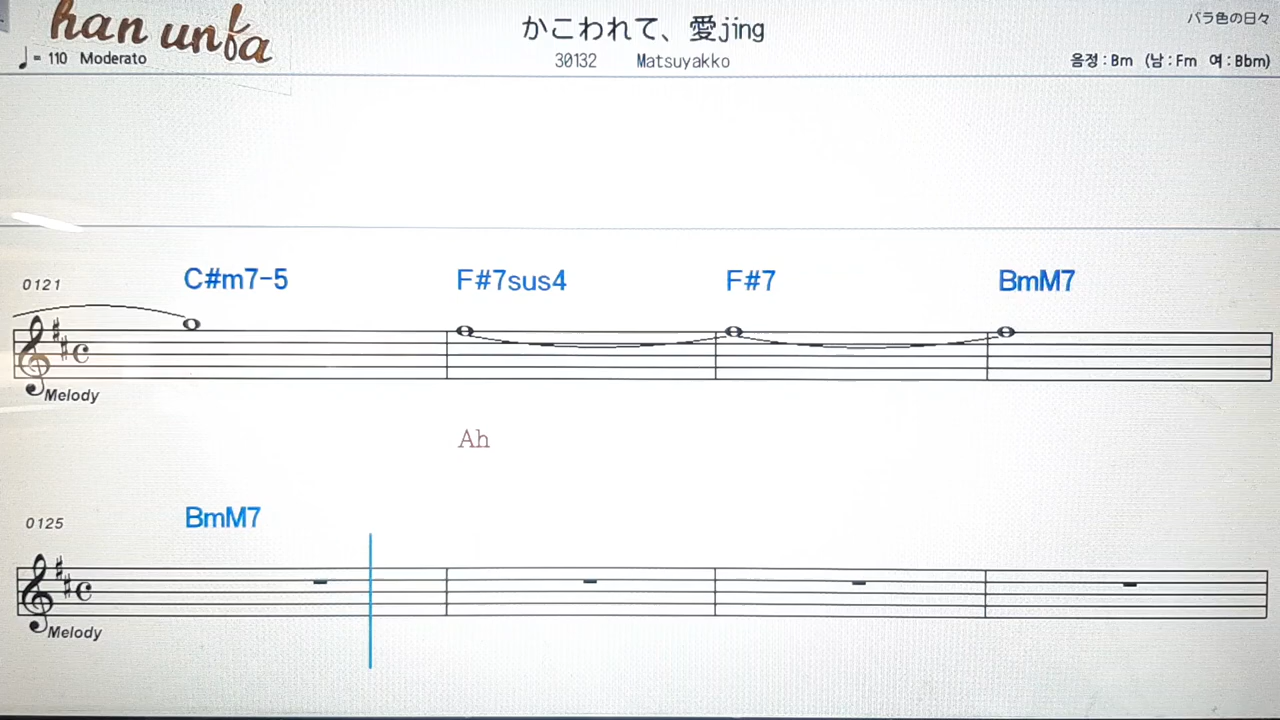 han unfa
かこわれて、愛jing
バラ色の日々
♩= 110 Moderato
30132 Matsuyakko
음정 : Bm (남 : Fm 여 : Bbm)
0121 C#m7-5 F#7sus4 F#7 BmM7
Melody
Ah
0125 BmM7
Melody